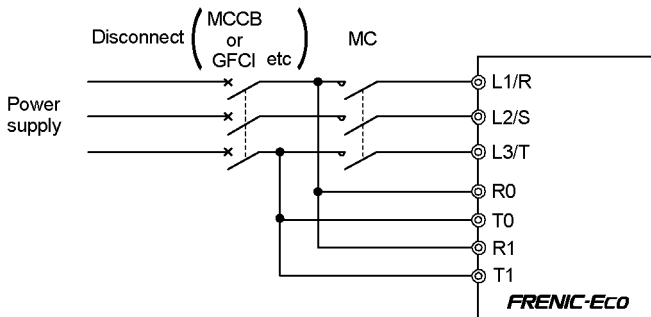 Disconnect
MCCB
or
GFCI etc
MC
Power
supply
L1/R
L2/S
L3/T
R0
T0
R1
T1
FRENIC-Eco